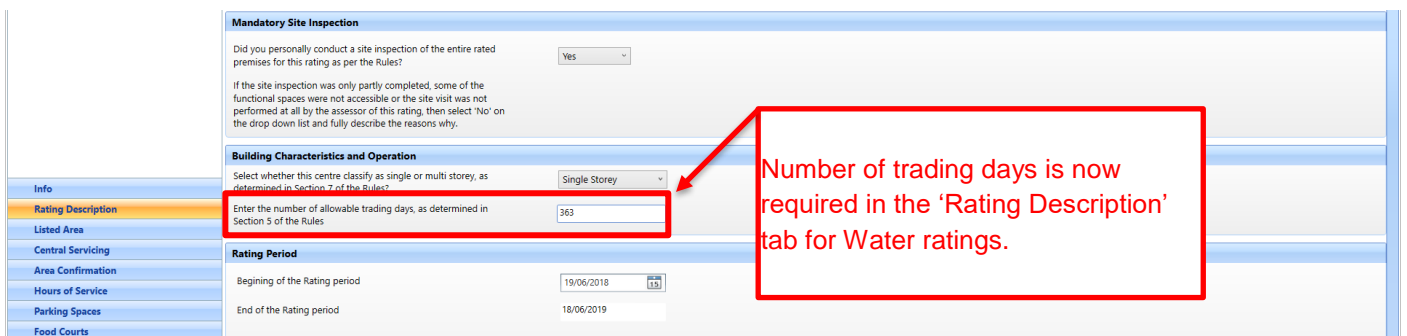 Mandatory Site Inspection
Did you personally conduct a site inspection of the entire rated
premises for this rating as per the Rules?
Yes
If the site inspection was only partly completed, some of the
functional spaces were not accessible or the site visit was not
performed at all by the assessor of this rating, then select 'No' on
the drop down list and fully describe the reasons why.
Building Characteristics and Operation
Select whether this centre classify as single or multi storey, as
determined in Section 7 of the Rules?
Single Storey
Enter the number of allowable trading days, as determined in
Section 5 of the Rules
363
Number of trading days is now
required in the ‘Rating Description’
tab for Water ratings.
Rating Period
Begining of the Rating period
19/06/2018
15
End of the Rating period
18/06/2019
Info
Rating Description
Listed Area
Central Servicing
Area Confirmation
Hours of Service
Parking Spaces
Food Courts